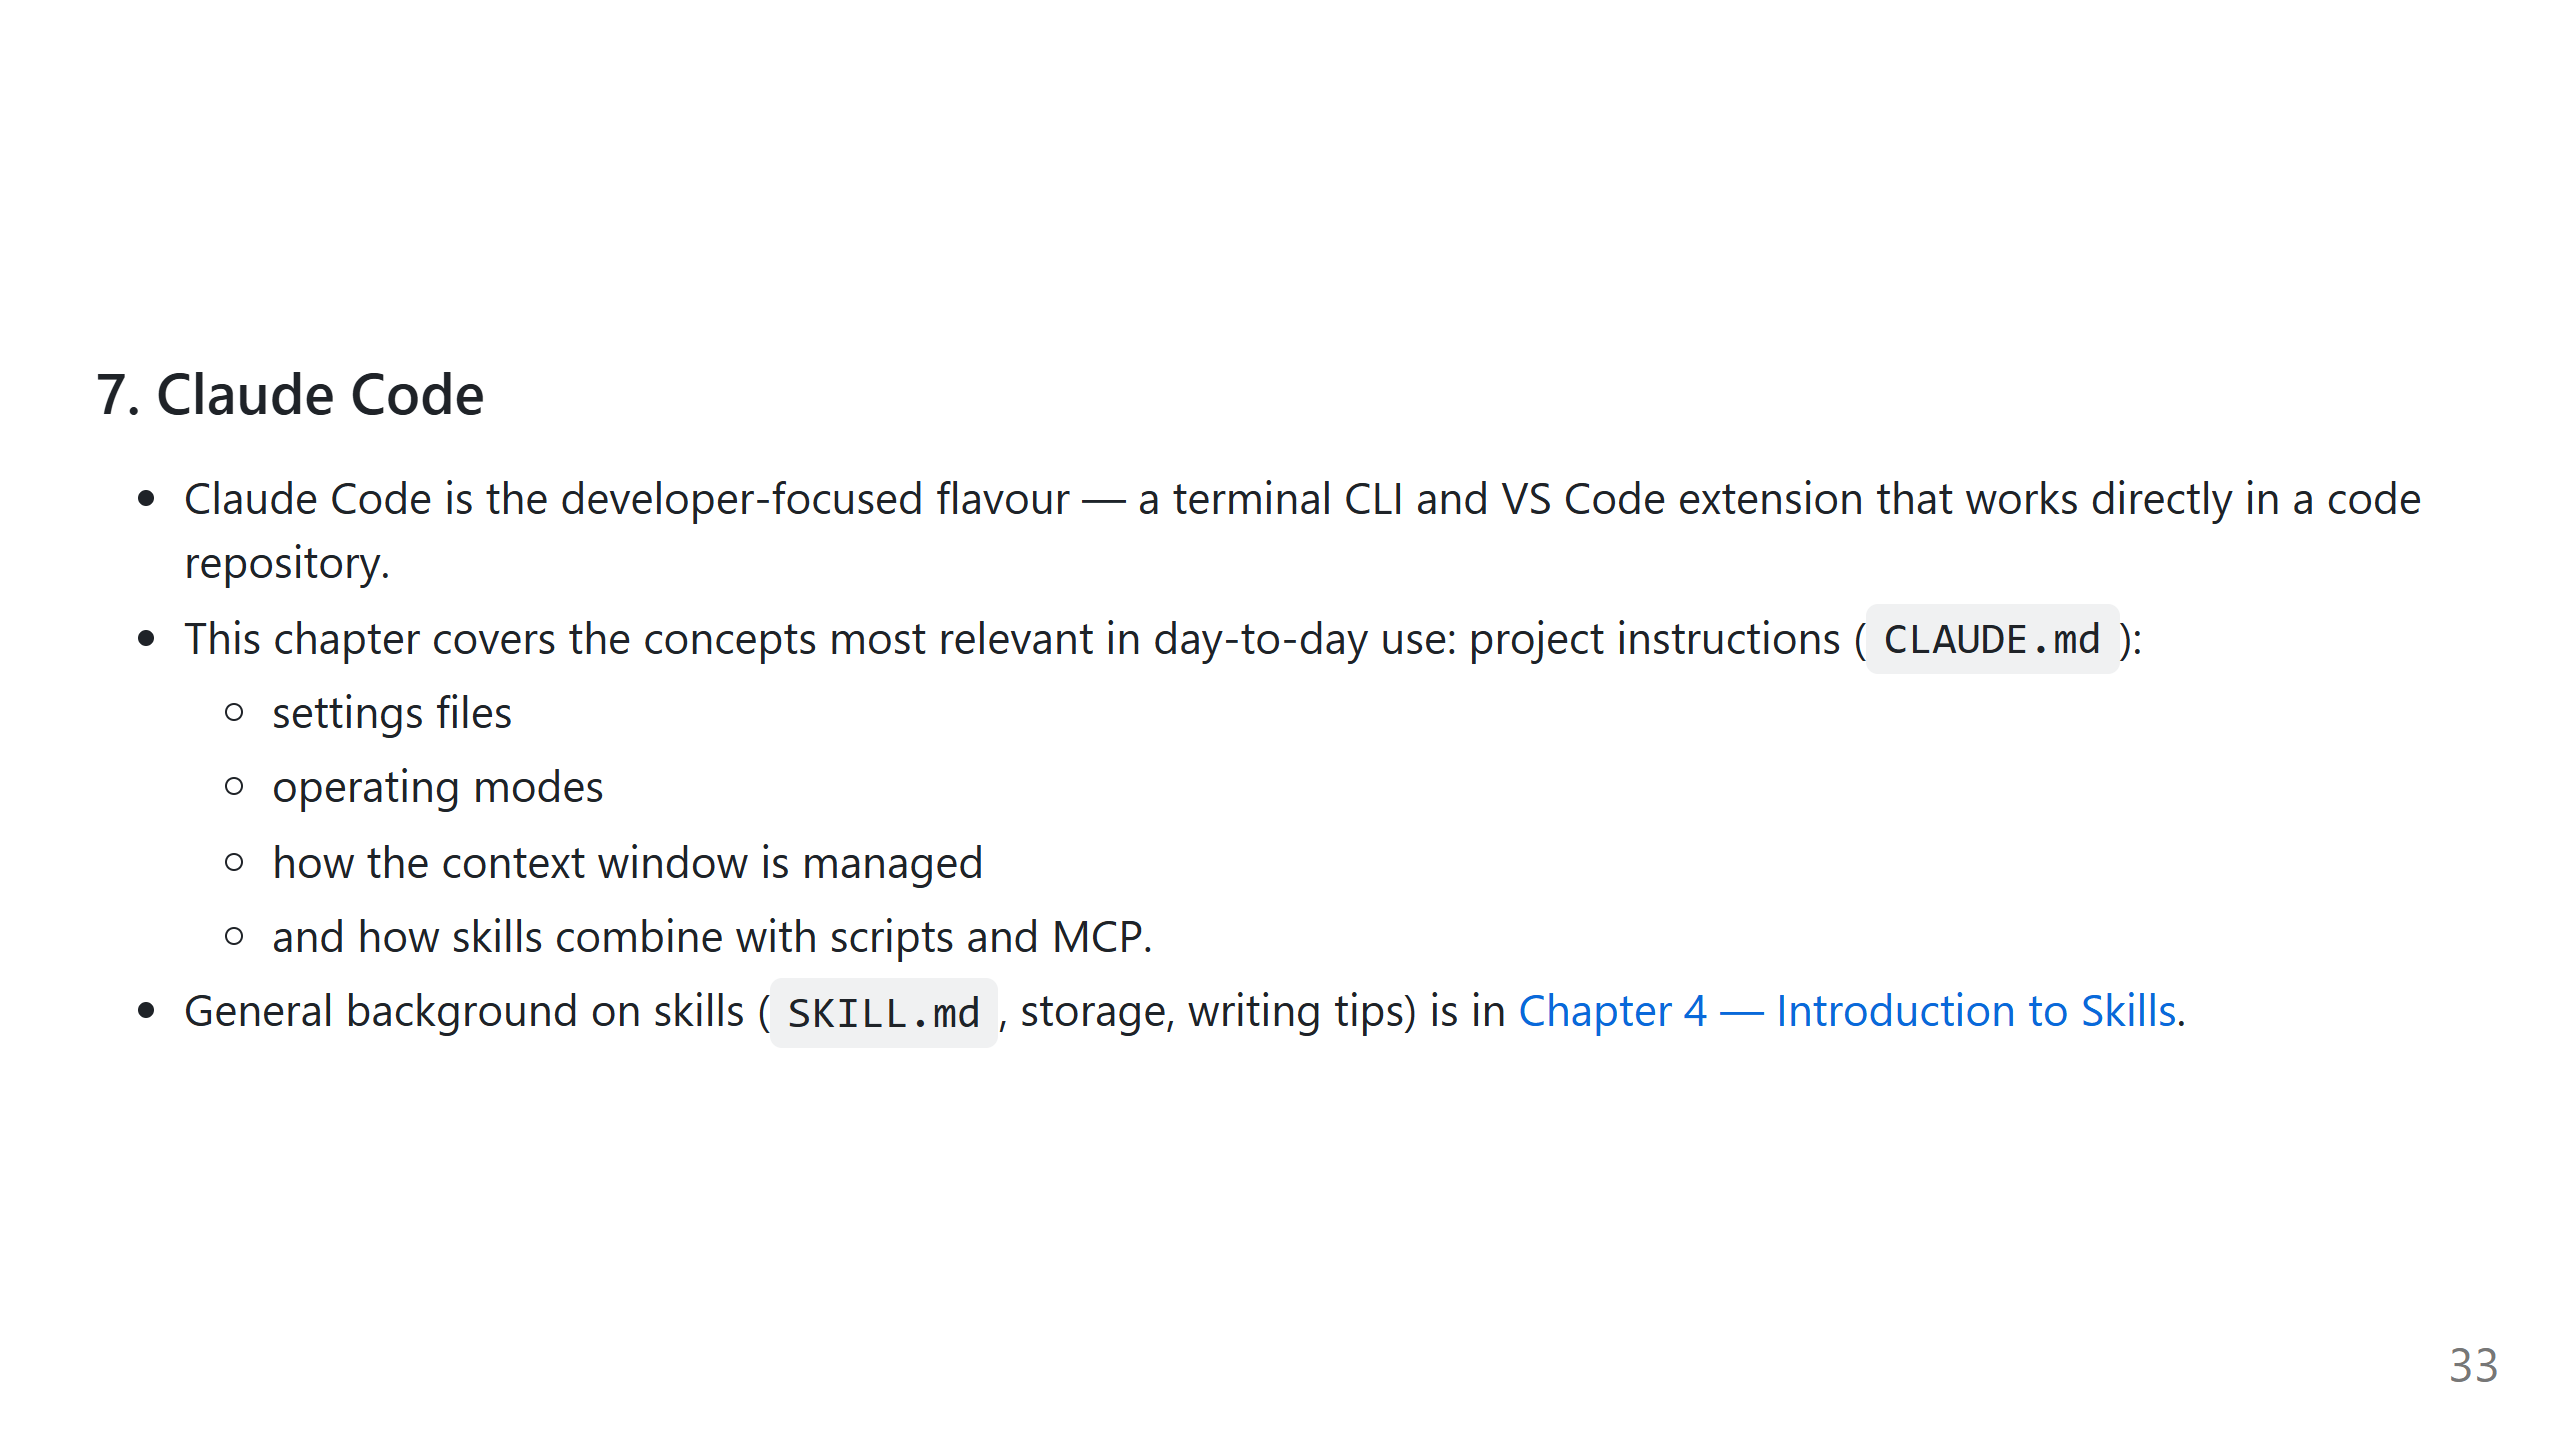 7. Claude Code
• Claude Code is the developer-focused flavour — a terminal CLI and VS Code extension that works directly in a code
repository.
• This chapter covers the concepts most relevant in day-to-day use: project instructions (CLAUDE.md):
○ settings files
○ operating modes
○ how the context window is managed
○ and how skills combine with scripts and MCP.
• General background on skills (SKILL.md, storage, writing tips) is in Chapter 4 — Introduction to Skills.
33